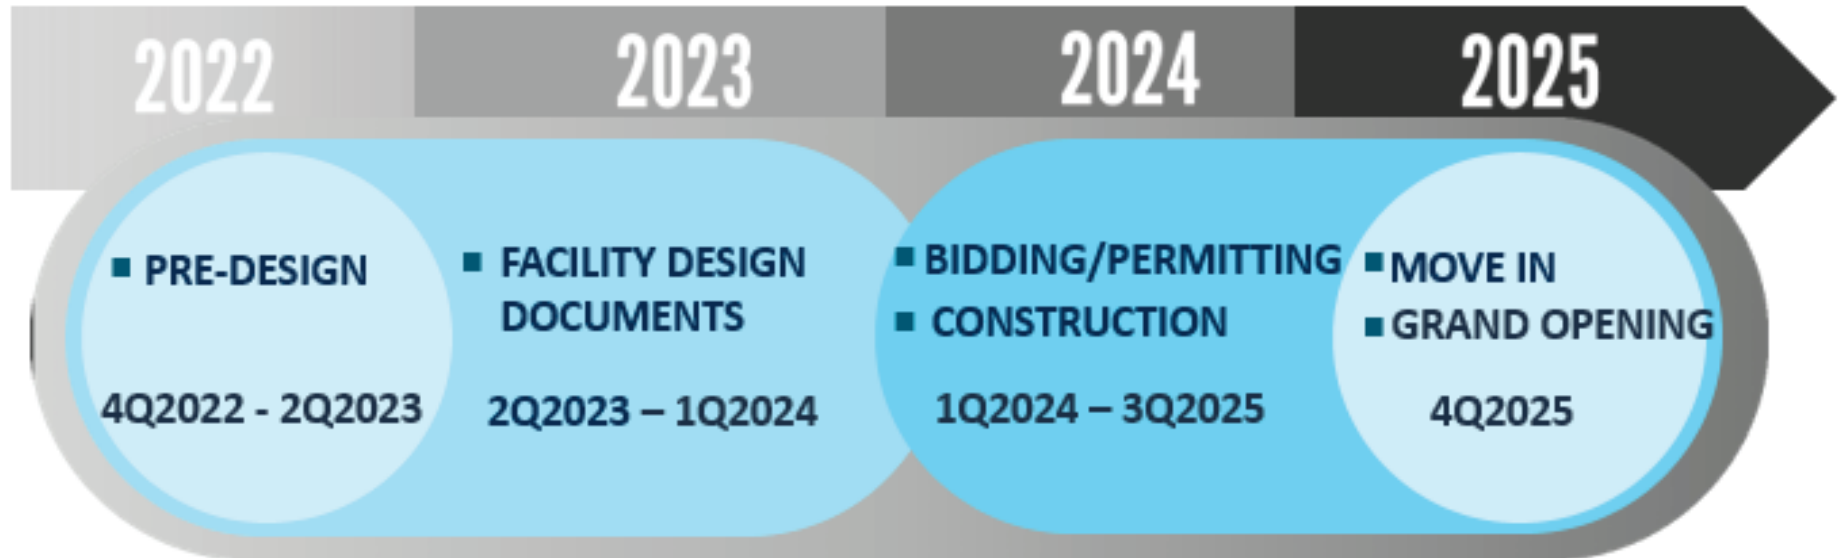 2022
2023
2024
2025
▪ PRE-DESIGN
4Q2022 - 2Q2023
▪ FACILITY DESIGN
DOCUMENTS
2Q2023 – 1Q2024
▪ BIDDING/PERMITTING
▪ CONSTRUCTION
1Q2024 – 3Q2025
▪ MOVE IN
▪ GRAND OPENING
4Q2025